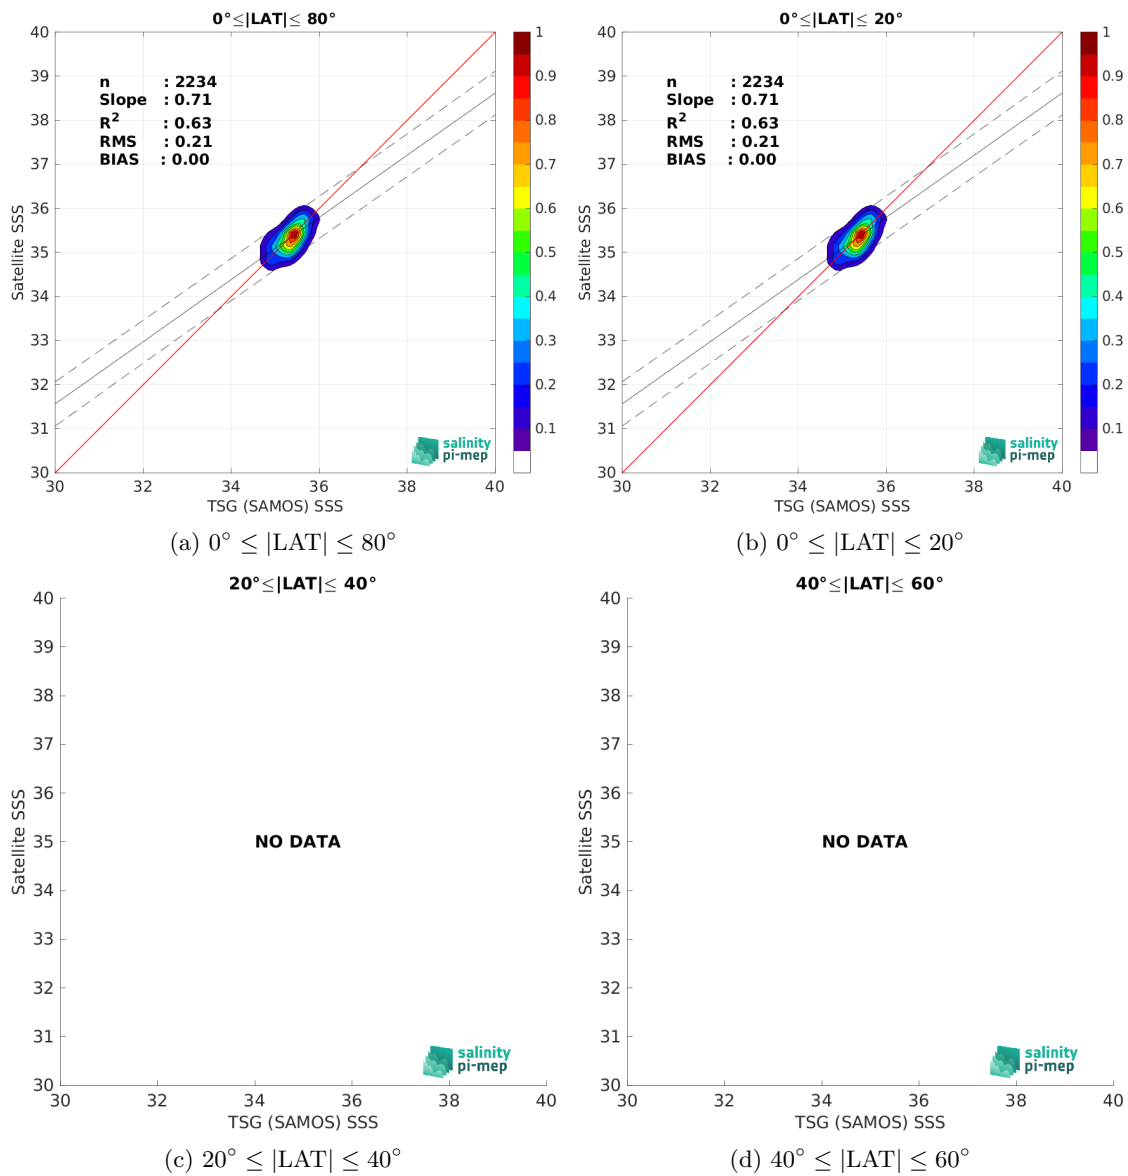 0°≤|LAT|≤ 80°
40
39
38
37
36
35
34
33
32
31
30
Satellite SSS
n : 2234
Slope : 0.71
R² : 0.63
RMS : 0.21
BIAS : 0.00
1
0.9
0.8
0.7
0.6
0.5
0.4
0.3
0.2
0.1
salinity
pi-mep
30 32 34 36 38 40
TSG (SAMOS) SSS
(a) 0° ≤ |LAT| ≤ 80°
0°≤|LAT|≤ 20°
40
39
38
37
36
35
34
33
32
31
30
Satellite SSS
n : 2234
Slope : 0.71
R² : 0.63
RMS : 0.21
BIAS : 0.00
1
0.9
0.8
0.7
0.6
0.5
0.4
0.3
0.2
0.1
salinity
pi-mep
30 32 34 36 38 40
TSG (SAMOS) SSS
(b) 0° ≤ |LAT| ≤ 20°
20°≤|LAT|≤ 40°
40
39
38
37
36
35
34
33
32
31
30
Satellite SSS
NO DATA
salinity
pi-mep
30 32 34 36 38 40
TSG (SAMOS) SSS
(c) 20° ≤ |LAT| ≤ 40°
40°≤|LAT|≤ 60°
40
39
38
37
36
35
34
33
32
31
30
Satellite SSS
NO DATA
salinity
pi-mep
30 32 34 36 38 40
TSG (SAMOS) SSS
(d) 40° ≤ |LAT| ≤ 60°